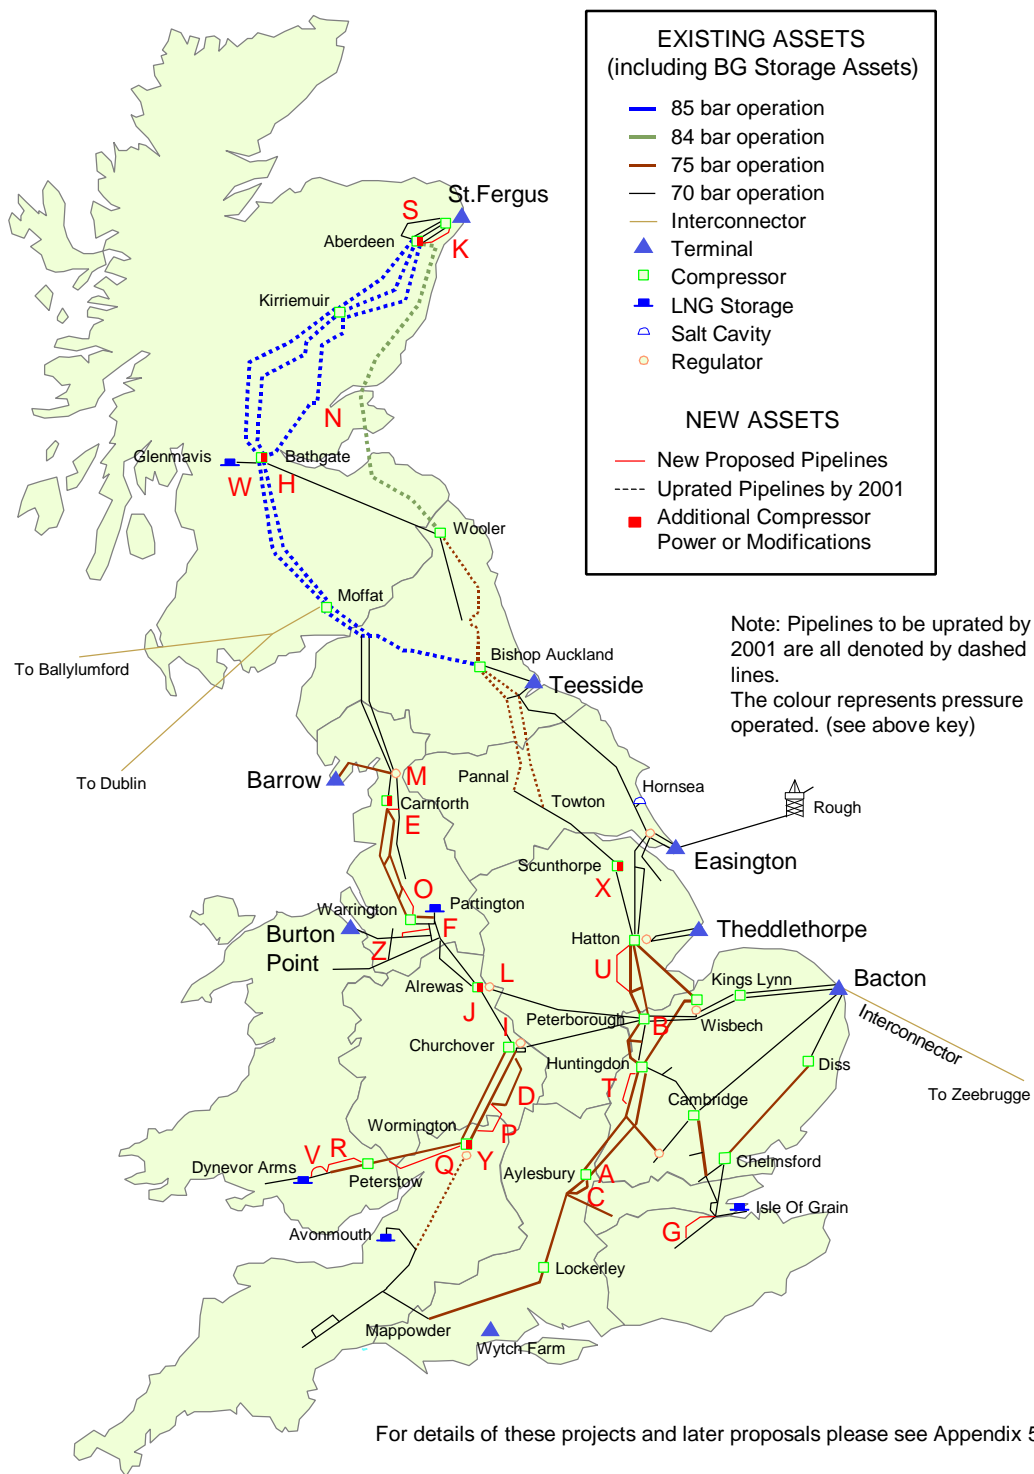 EXISTING ASSETS
(including BG Storage Assets)
85 bar operation
84 bar operation
75 bar operation
70 bar operation
Interconnector
Terminal
Compressor
LNG Storage
Salt Cavity
Regulator
NEW ASSETS
New Proposed Pipelines
Uprated Pipelines by 2001
Additional Compressor
Power or Modifications
Note: Pipelines to be uprated by
2001 are all denoted by dashed
lines.
The colour represents pressure
operated. (see above key)
St.Fergus
S
Aberdeen
K
Kirriemuir
N
Glenmavis
Bathgate
W
H
Wooler
Moffat
To Ballylumford
Bishop Auckland
Teesside
To Dublin
Barrow
M
Pannal
Hornsea
Carnforth
Towton
Rough
E
Easington
Scunthorpe
X
O
Partington
Warrington
F
Burton
Point
Z
Theddlethorpe
Hatton
U
L
Kings Lynn
Bacton
Alrewas
J
Peterborough
B
Wisbech
Interconnector
I
Churchover
Huntingdon
Diss
To Zeebrugge
T
D
Cambridge
P
Wormington
V
R
Q
Y
Dynevor Arms
Peterstow
Aylesbury
A
Chelmsford
C
Isle Of Grain
G
Avonmouth
Lockerley
Mappowder
Wytch Farm
For details of these projects and later proposals please see Appendix 5